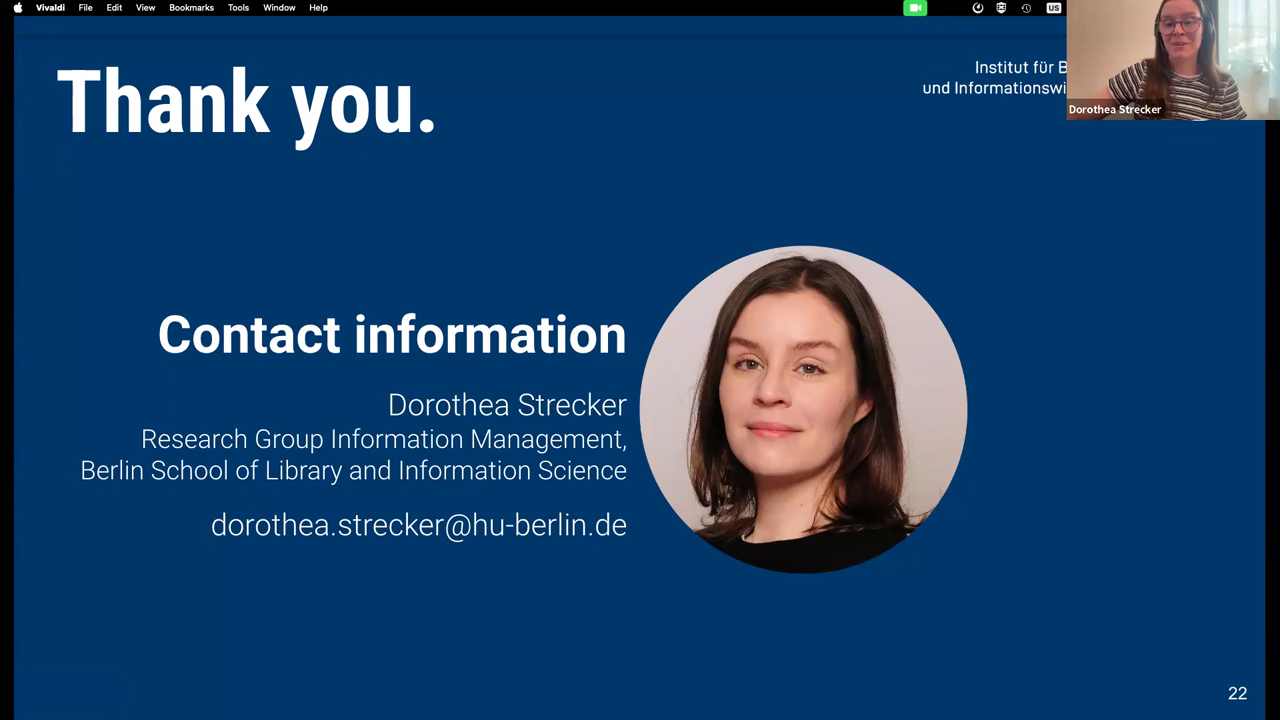 Vivaldi File Edit View Bookmarks Tools Window Help US
Thank you.
Institut für B
und Informationswi
Dorothea Strecker
Contact information
Dorothea Strecker
Research Group Information Management,
Berlin School of Library and Information Science
dorothea.strecker@hu-berlin.de
22